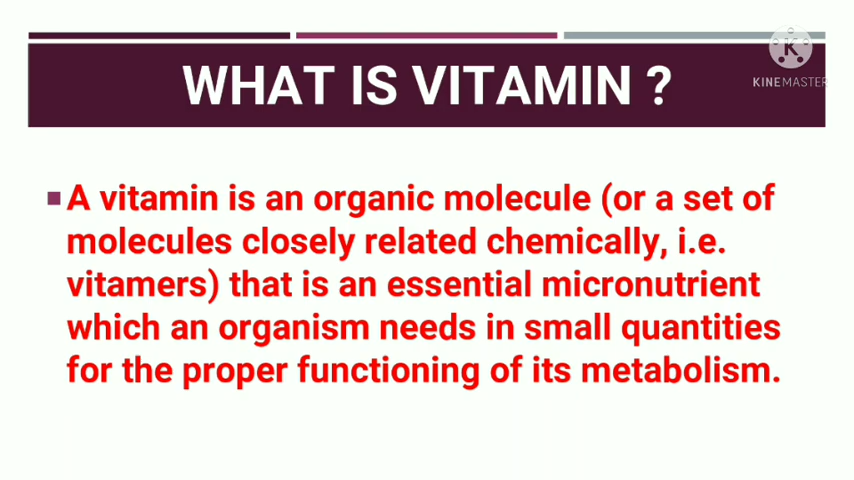 K
KINEMASTER
WHAT IS VITAMIN ?
A vitamin is an organic molecule (or a set of
molecules closely related chemically, i.e.
vitamers) that is an essential micronutrient
which an organism needs in small quantities
for the proper functioning of its metabolism.